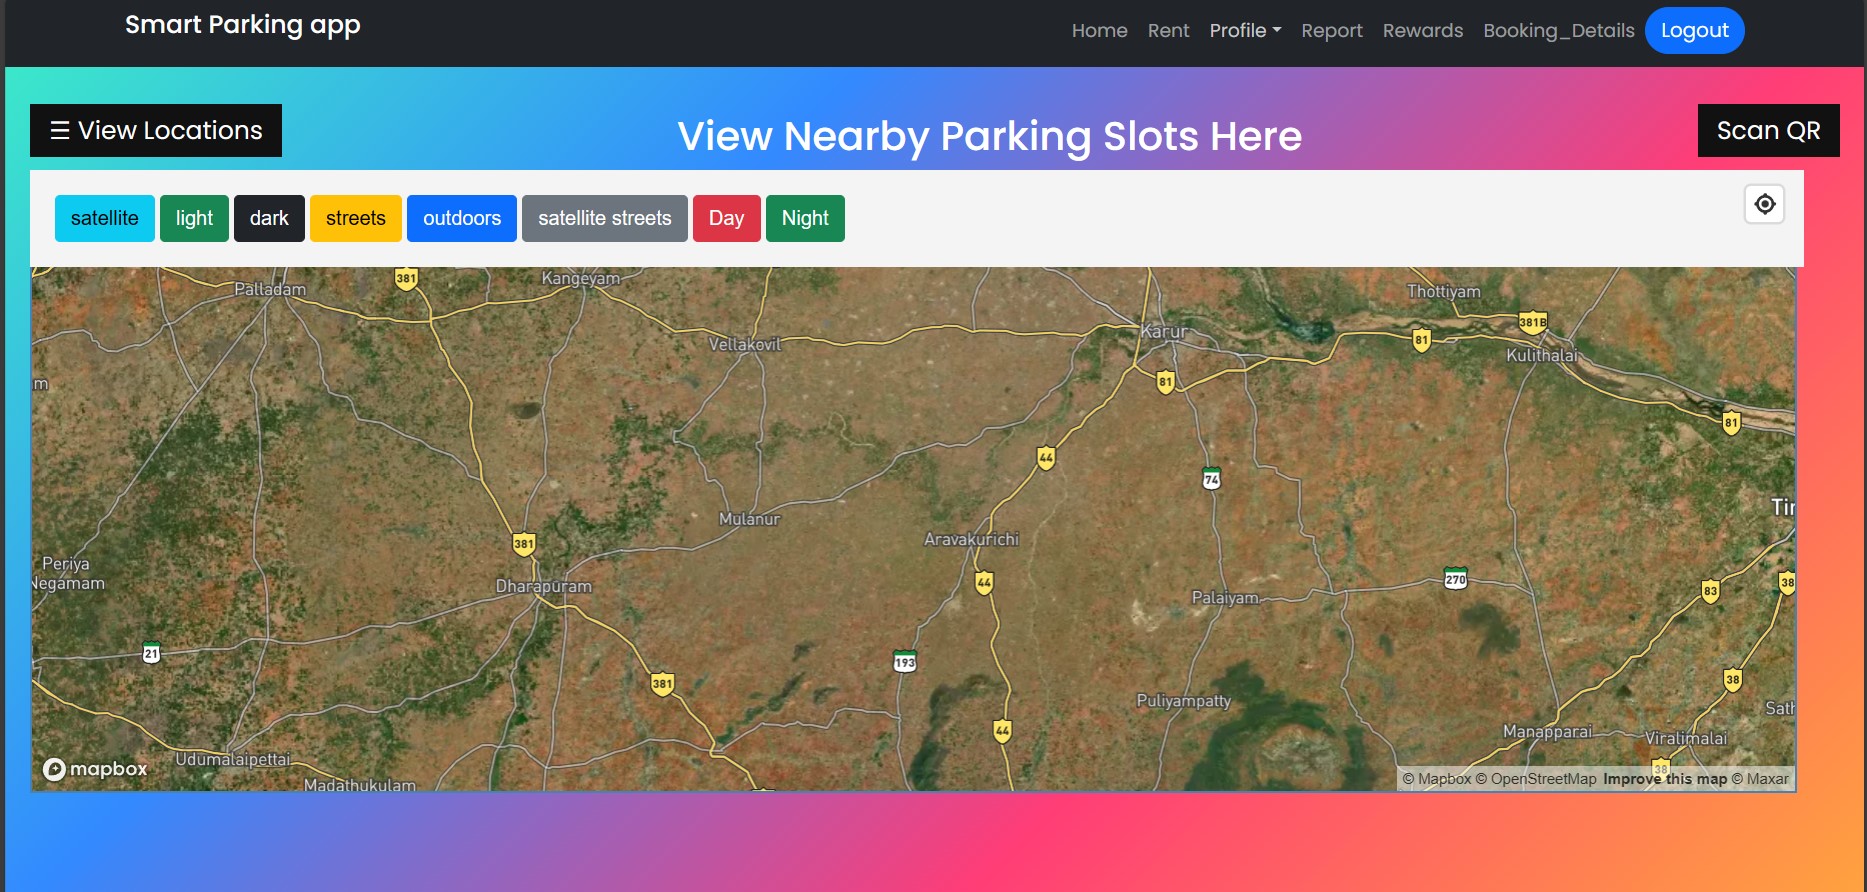 Smart Parking app
Home Rent Profile Report Rewards Booking_Details Logout
☰ View Locations
View Nearby Parking Slots Here
Scan QR
satellite light dark streets outdoors satellite streets Day Night
381
Kangeyam
Palladam
Thottiyam
381B
Karur
81
Vellakovil
Kulithalai
81
am
81
44
74
Tir
Mulanur
Aravakurichi
381
Periya
Negamam
Dharapuram
44
270
38
83
Palaiyam
21
193
381
38
Puliyampatty
Sath
44
Manapparai
Viralimalai
Udumalaipettai
38
mapbox
Madathukulam
© Mapbox © OpenStreetMap Improve this map © Maxar